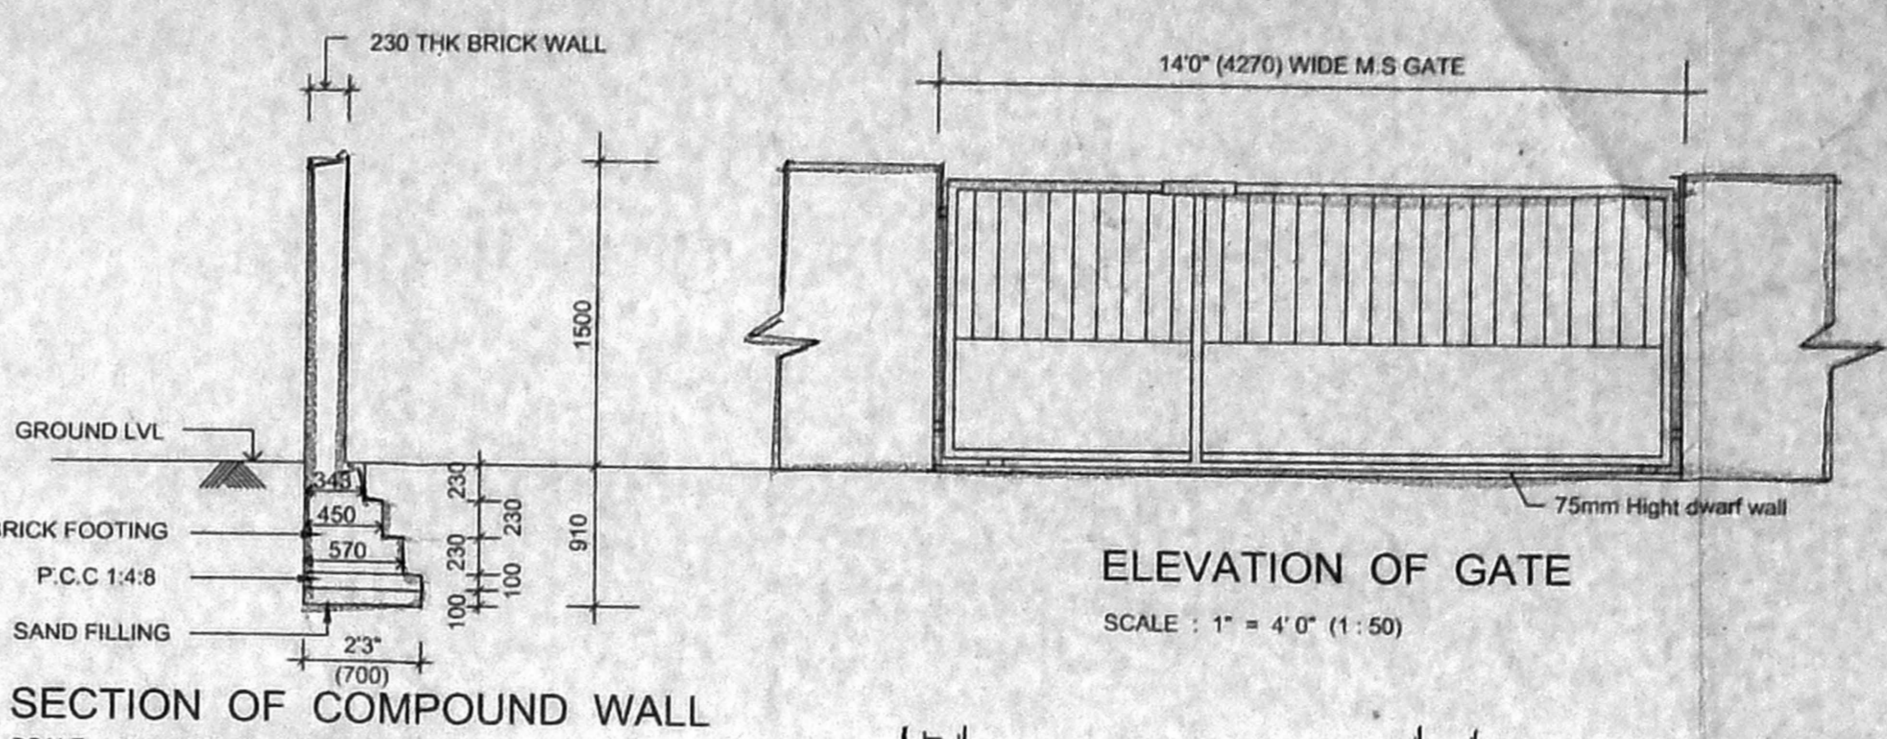 230 THK BRICK WALL
14'0" (4270) WIDE M.S GATE
1500
GROUND LVL
343
230
450
230
BRICK FOOTING
910
75mm Hight dwarf wall
570
230
P.C.C 1:4:8
100
100
SAND FILLING
2'3"
(700)
ELEVATION OF GATE
SCALE : 1" = 4' 0" (1 : 50)
SECTION OF COMPOUND WALL